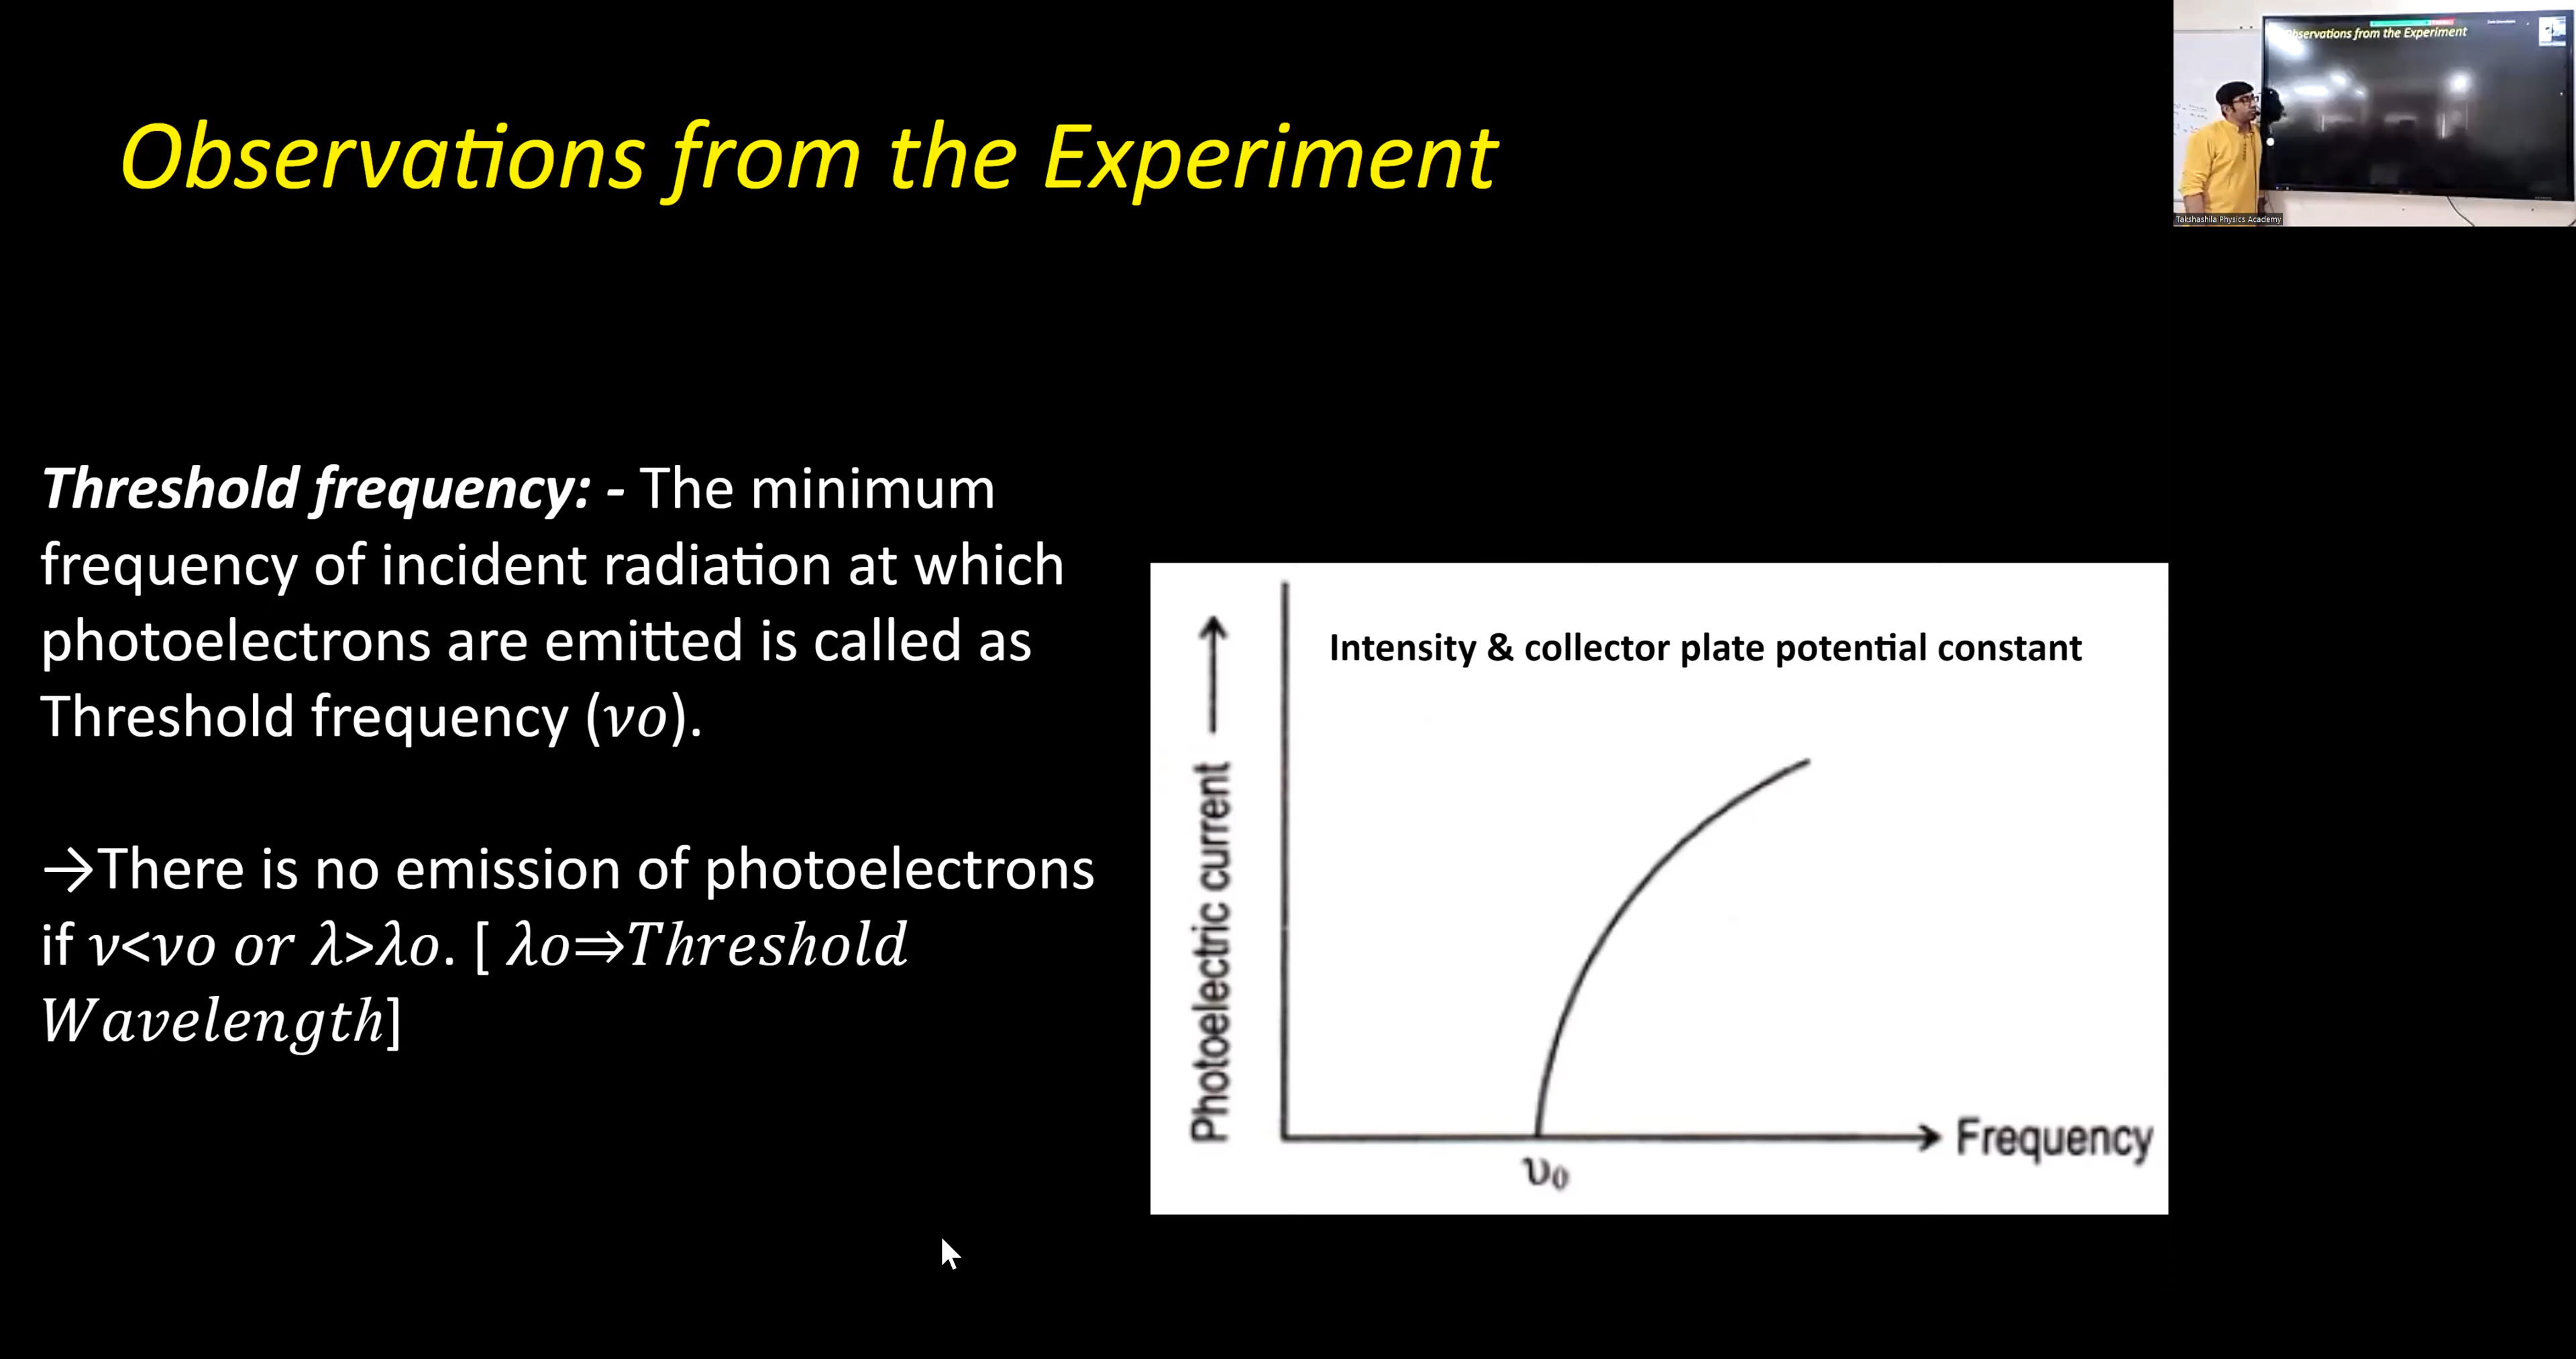 Observations from the Experiment
Observations from the Experiment
Takshashila Physics Academy
Threshold frequency: - The minimum
frequency of incident radiation at which
photoelectrons are emitted is called as
Threshold frequency (νo).
→There is no emission of photoelectrons
if ν<νo or λ>λo. [ λo⇒Threshold
Wavelength]
Intensity & collector plate potential constant
Photoelectric current
Frequency
υ₀